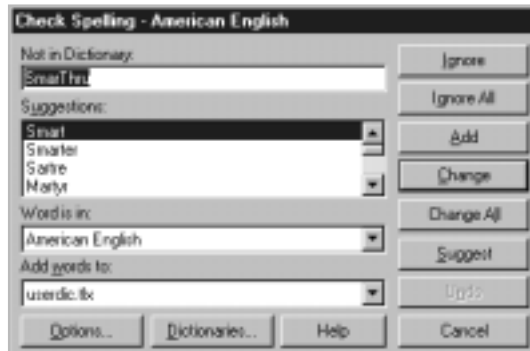 Check Spelling - American English
Not in Dictionary:
SmarThru
Suggestions:
Smart
Smarter
Sartre
Martyr
Word is in:
American English
Add words to:
userdic.tlx
Options...
Dictionaries...
Help
Ignore
Ignore All
Add
Change
Change All
Suggest
Undo
Cancel